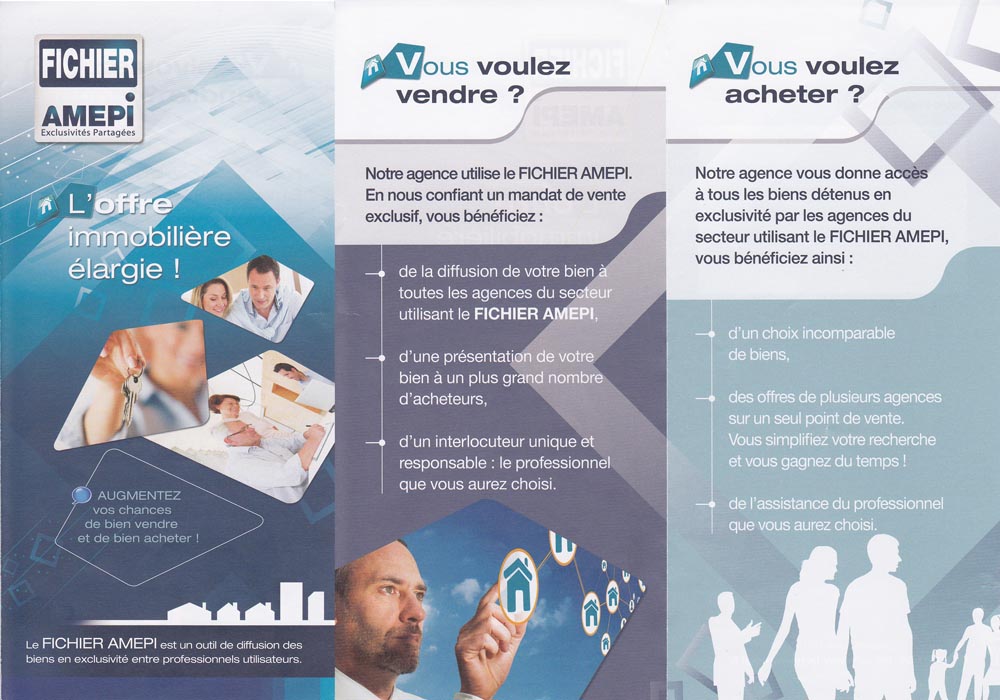 FICHIER
AMEPi
Exclusivités Partagées
L'offre
immobilière
élargie !
AUGMENTEZ
vos chances
de bien vendre
et de bien acheter !
Le FICHIER AMEPI est un outil de diffusion des
biens en exclusivité entre professionnels utilisateurs.
Vous voulez
vendre ?
Notre agence utilise le FICHIER AMEPI.
En nous confiant un mandat de vente
exclusif, vous bénéficiez :
de la diffusion de votre bien à
toutes les agences du secteur
utilisant le FICHIER AMEPI,
d'une présentation de votre
bien à un plus grand nombre
d'acheteurs,
d'un interlocuteur unique et
responsable : le professionnel
que vous aurez choisi.
Vous voulez
acheter ?
Notre agence vous donne accès
à tous les biens détenus en
exclusivité par les agences du
secteur utilisant le FICHIER AMEPI,
vous bénéficiez ainsi :
d'un choix incomparable
de biens,
des offres de plusieurs agences
sur un seul point de vente.
Vous simplifiez votre recherche
et vous gagnez du temps !
de l'assistance du professionnel
que vous aurez choisi.